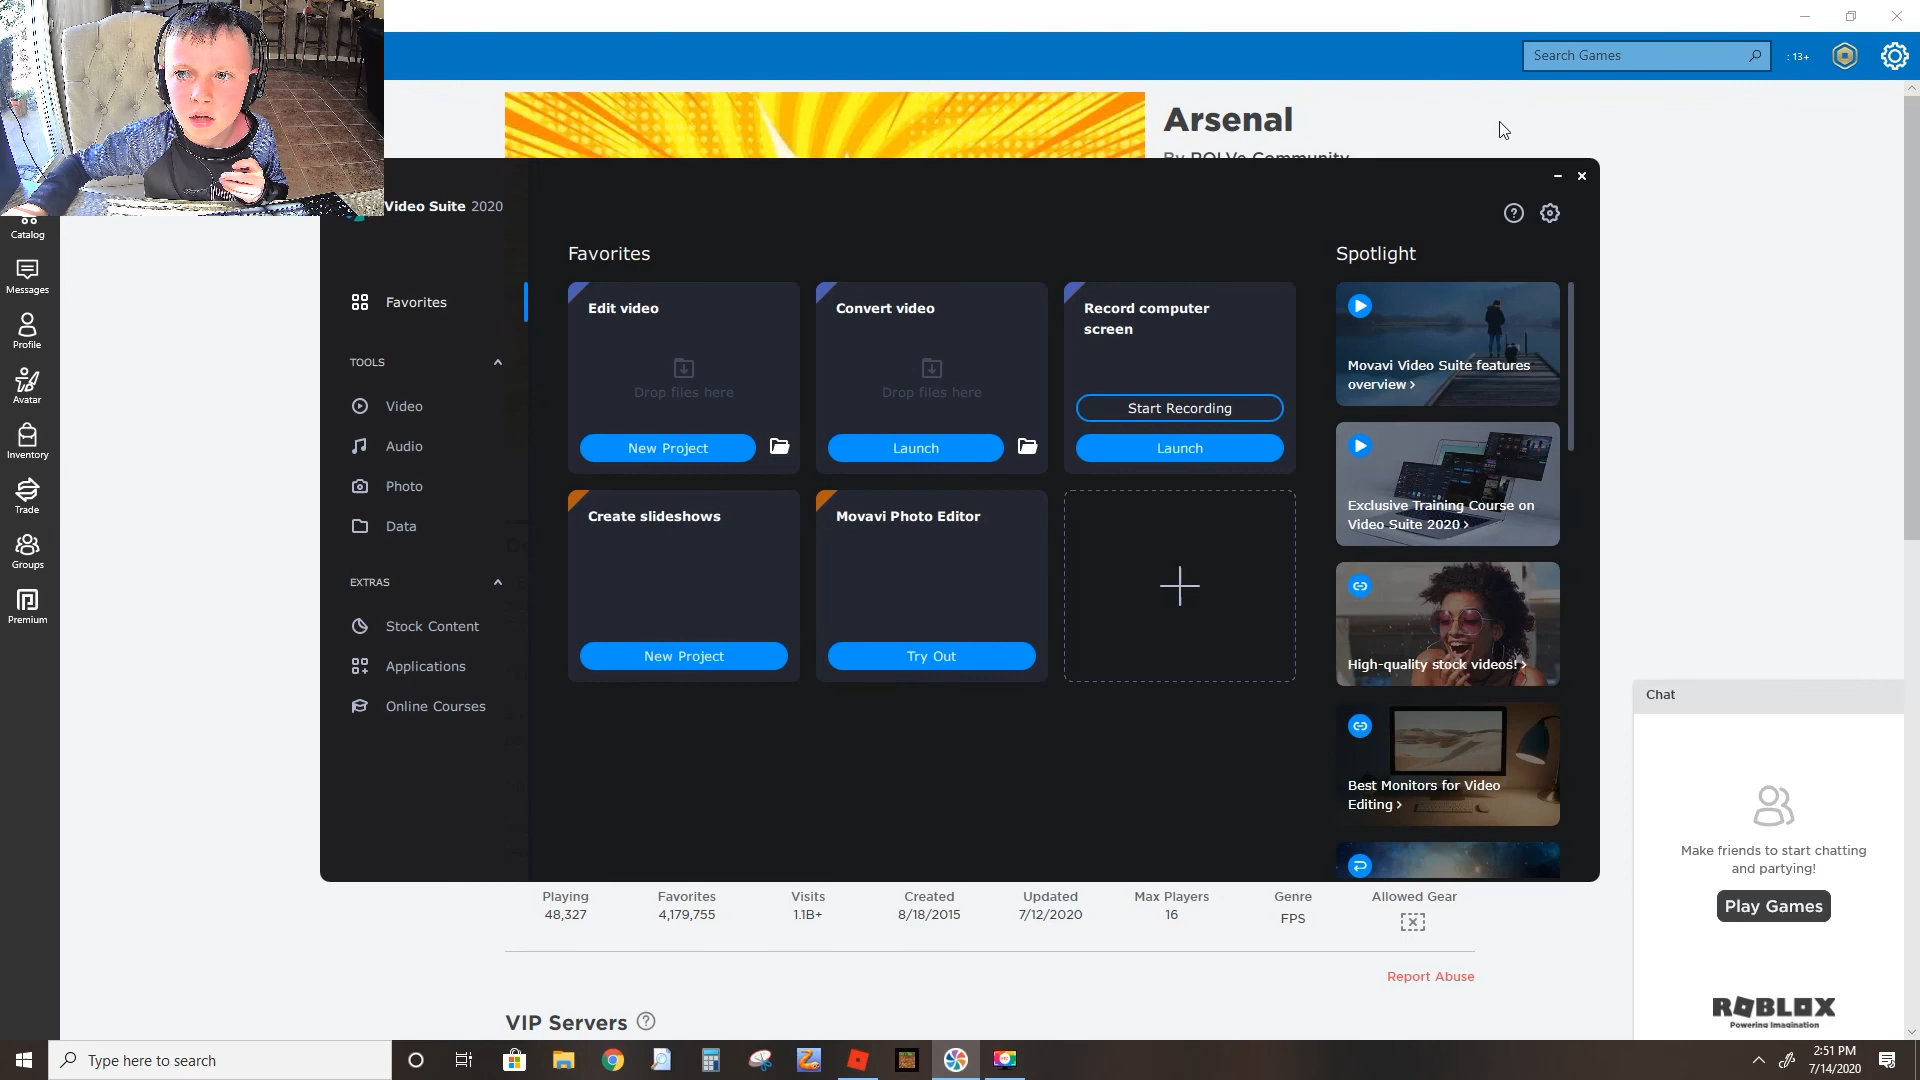 Search Games
: 13+
Arsenal
By ROLVe Community
Video Suite 2020
Catalog
Messages
Profile
Avatar
Inventory
Trade
Groups
Premium
Favorites
TOOLS
Video
Audio
Photo
Data
EXTRAS
Stock Content
Applications
Online Courses
Favorites
Edit video
Drop files here
New Project
Convert video
Drop files here
Launch
Record computer
screen
Start Recording
Launch
Create slideshows
New Project
Movavi Photo Editor
Try Out
Spotlight
Movavi Video Suite features
overview ›
Exclusive Training Course on
Video Suite 2020 ›
High-quality stock videos! ›
Best Monitors for Video
Editing ›
Playing
48,327
Favorites
4,179,755
Visits
1.1B+
Created
8/18/2015
Updated
7/12/2020
Max Players
16
Genre
FPS
Allowed Gear
Report Abuse
VIP Servers
Chat
Make friends to start chatting
and partying!
Play Games
ROBLOX
Powering Imagination
Type here to search
2:51 PM
7/14/2020